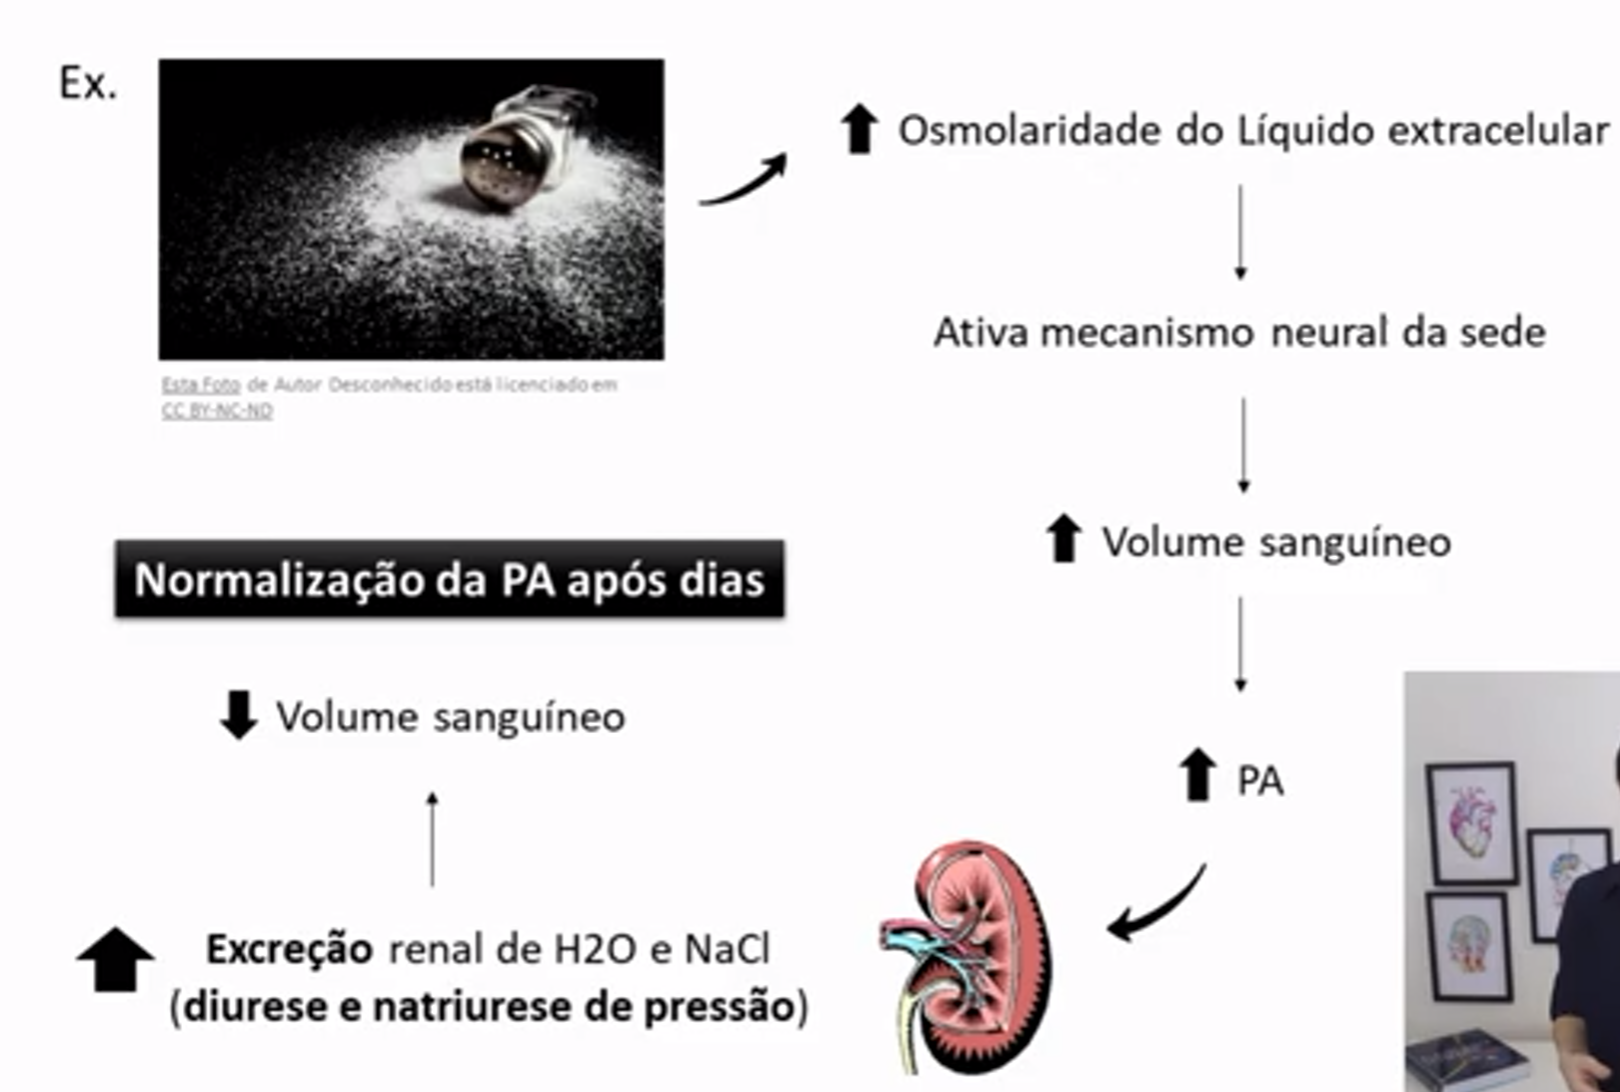 Ex.
Esta Foto de Autor Desconhecido está licenciado em
CC BY-NC-ND
Osmolaridade do Líquido extracelular
Ativa mecanismo neural da sede
Volume sanguíneo
PA
Excreção renal de H2O e NaCl
(diurese e natriurese de pressão)
Volume sanguíneo
Normalização da PA após dias